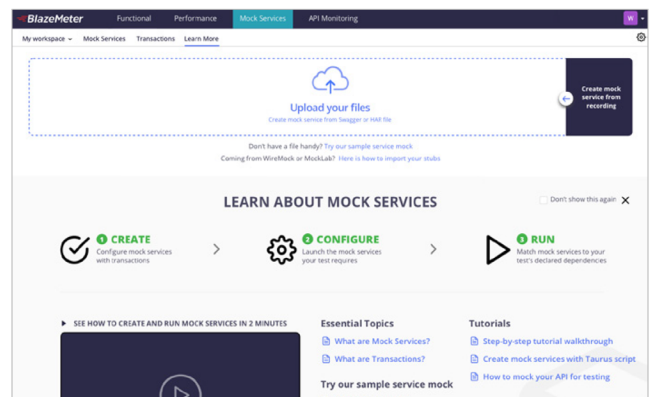 BlazeMeter Functional Performance Mock Services API Monitoring W
My workspace Mock Services Transactions Learn More
Upload your files
Create mock service from Swagger or HAR file
Create mock
service from
recording
Don't have a file handy? Try our sample service mock
Coming from WireMock or MockLab? Here is how to import your stubs
LEARN ABOUT MOCK SERVICES
Don't show this again
1 CREATE
Configure mock services
with transactions
2 CONFIGURE
Launch the mock services
your test requires
3 RUN
Match mock services to your
test's declared dependencies
SEE HOW TO CREATE AND RUN MOCK SERVICES IN 2 MINUTES
Essential Topics
What are Mock Services?
What are Transactions?
Try our sample service mock
Tutorials
Step-by-step tutorial walkthrough
Create mock services with Taurus script
How to mock your API for testing